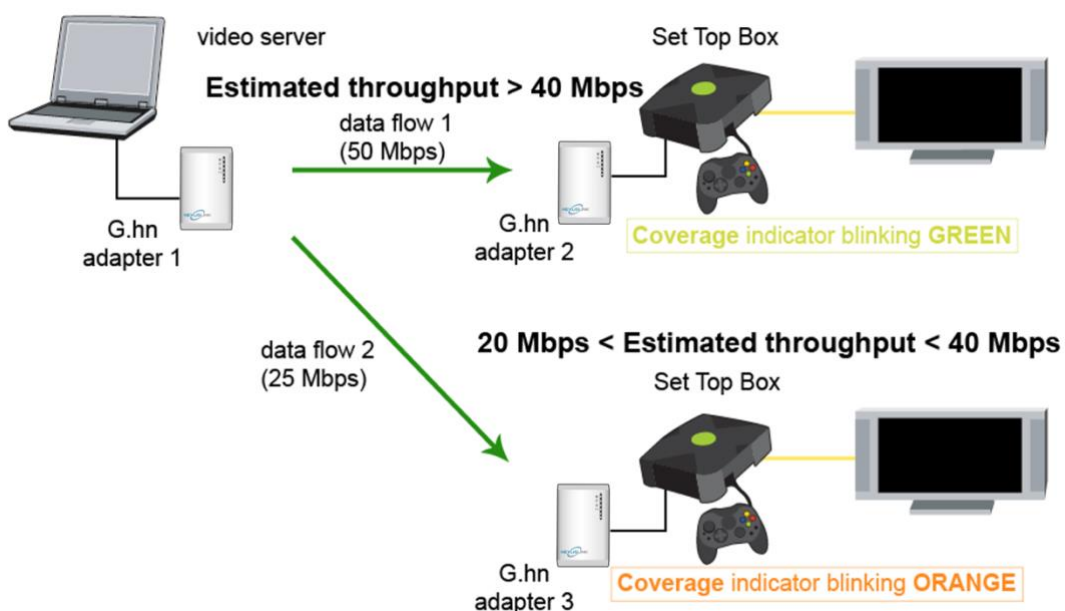 video server
Set Top Box
Estimated throughput > 40 Mbps
data flow 1
(50 Mbps)
G.hn
adapter 1
G.hn
adapter 2
Coverage indicator blinking GREEN
data flow 2
(25 Mbps)
20 Mbps < Estimated throughput < 40 Mbps
Set Top Box
G.hn
adapter 3
Coverage indicator blinking ORANGE